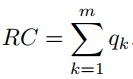 RC = \sum_{k=1}^{m} q_k.